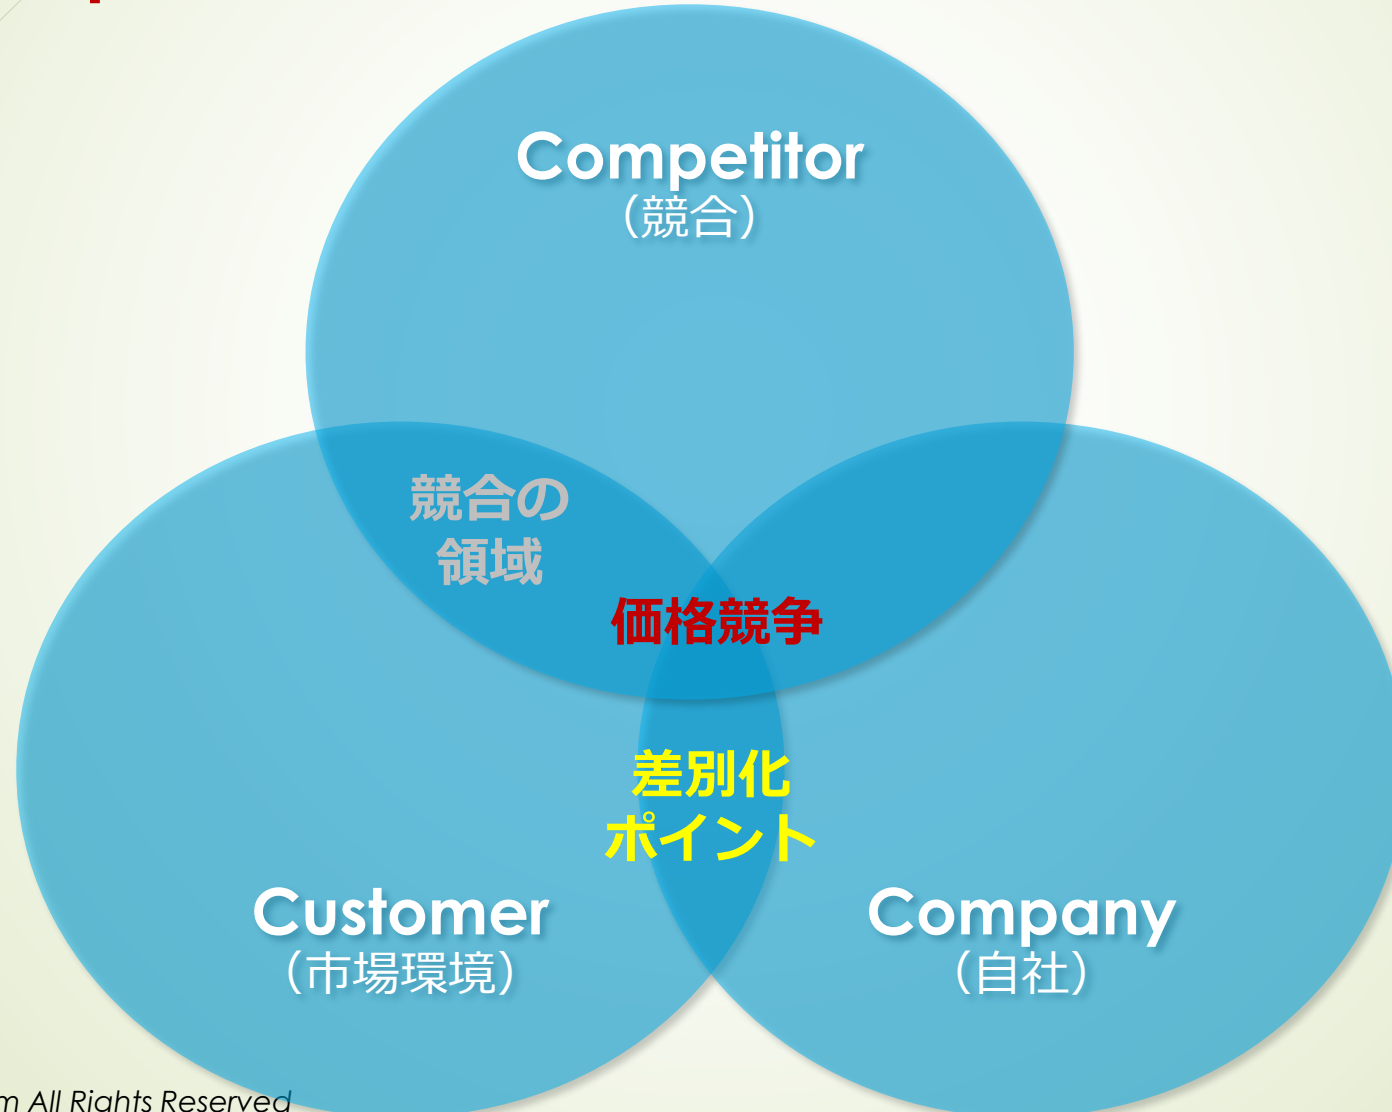 Competitor
（競合）
競合の
領域
価格競争
差別化
ポイント
Customer
（市場環境）
Company
（自社）
All Rights Reserved